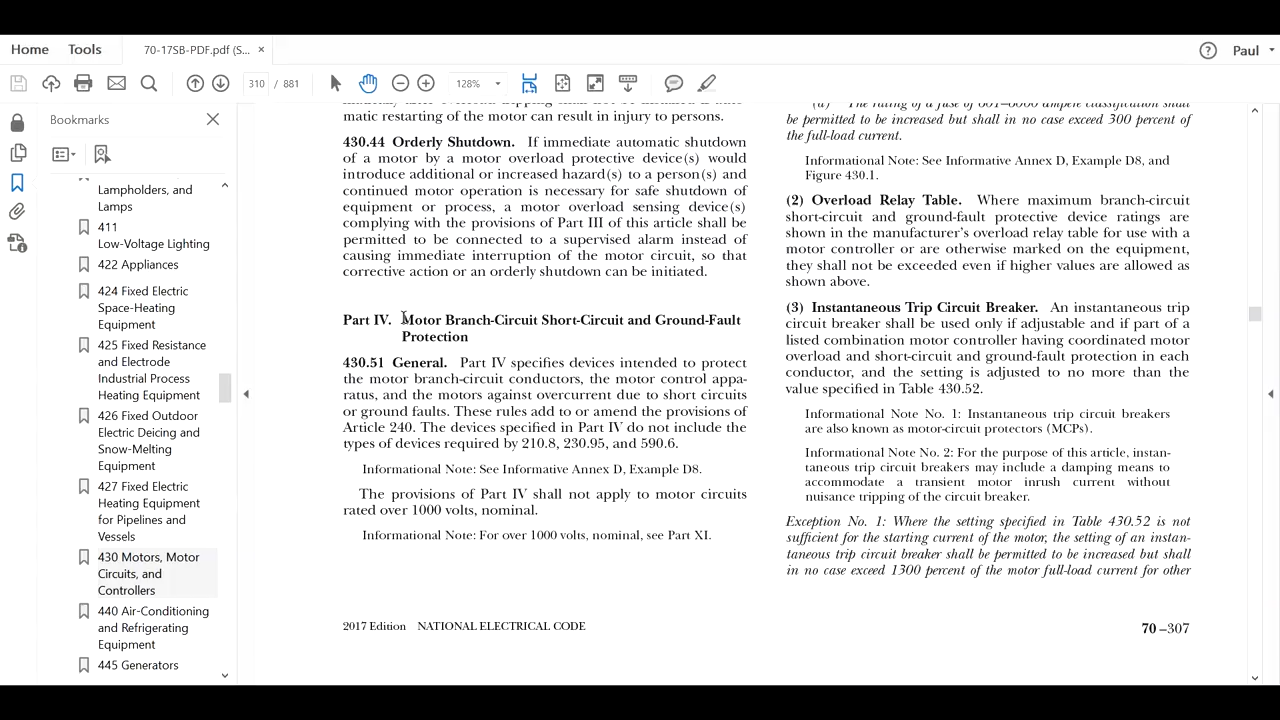 Home
Tools
70-17SB-PDF.pdf (S... ×
Paul
310 / 881
128%
Bookmarks
Lampholders, and
Lamps
411
Low-Voltage Lighting
422 Appliances
424 Fixed Electric
Space-Heating
Equipment
425 Fixed Resistance
and Electrode
Industrial Process
Heating Equipment
426 Fixed Outdoor
Electric Deicing and
Snow-Melting
Equipment
427 Fixed Electric
Heating Equipment
for Pipelines and
Vessels
430 Motors, Motor
Circuits, and
Controllers
440 Air-Conditioning
and Refrigerating
Equipment
445 Generators
matic restarting of the motor can result in injury to persons.
430.44 Orderly Shutdown. If immediate automatic shutdown
of a motor by a motor overload protective device(s) would
introduce additional or increased hazard(s) to a person(s) and
continued motor operation is necessary for safe shutdown of
equipment or process, a motor overload sensing device(s)
complying with the provisions of Part III of this article shall be
permitted to be connected to a supervised alarm instead of
causing immediate interruption of the motor circuit, so that
corrective action or an orderly shutdown can be initiated.
Part IV. Motor Branch-Circuit Short-Circuit and Ground-Fault
Protection
430.51 General. Part IV specifies devices intended to protect
the motor branch-circuit conductors, the motor control appa-
ratus, and the motors against overcurrent due to short circuits
or ground faults. These rules add to or amend the provisions of
Article 240. The devices specified in Part IV do not include the
types of devices required by 210.8, 230.95, and 590.6.
Informational Note: See Informative Annex D, Example D8.
The provisions of Part IV shall not apply to motor circuits
rated over 1000 volts, nominal.
Informational Note: For over 1000 volts, nominal, see Part XI.
(d) The rating of a fuse of 601–6000 ampere classification shall
be permitted to be increased but shall in no case exceed 300 percent of
the full-load current.
Informational Note: See Informative Annex D, Example D8, and
Figure 430.1.
(2) Overload Relay Table. Where maximum branch-circuit
short-circuit and ground-fault protective device ratings are
shown in the manufacturer's overload relay table for use with a
motor controller or are otherwise marked on the equipment,
they shall not be exceeded even if higher values are allowed as
shown above.
(3) Instantaneous Trip Circuit Breaker. An instantaneous trip
circuit breaker shall be used only if adjustable and if part of a
listed combination motor controller having coordinated motor
overload and short-circuit and ground-fault protection in each
conductor, and the setting is adjusted to no more than the
value specified in Table 430.52.
Informational Note No. 1: Instantaneous trip circuit breakers
are also known as motor-circuit protectors (MCPs).
Informational Note No. 2: For the purpose of this article, instan-
taneous trip circuit breakers may include a damping means to
accommodate a transient motor inrush current without
nuisance tripping of the circuit breaker.
Exception No. 1: Where the setting specified in Table 430.52 is not
sufficient for the starting current of the motor, the setting of an instan-
taneous trip circuit breaker shall be permitted to be increased but shall
in no case exceed 1300 percent of the motor full-load current for other
2017 Edition NATIONAL ELECTRICAL CODE
70–307